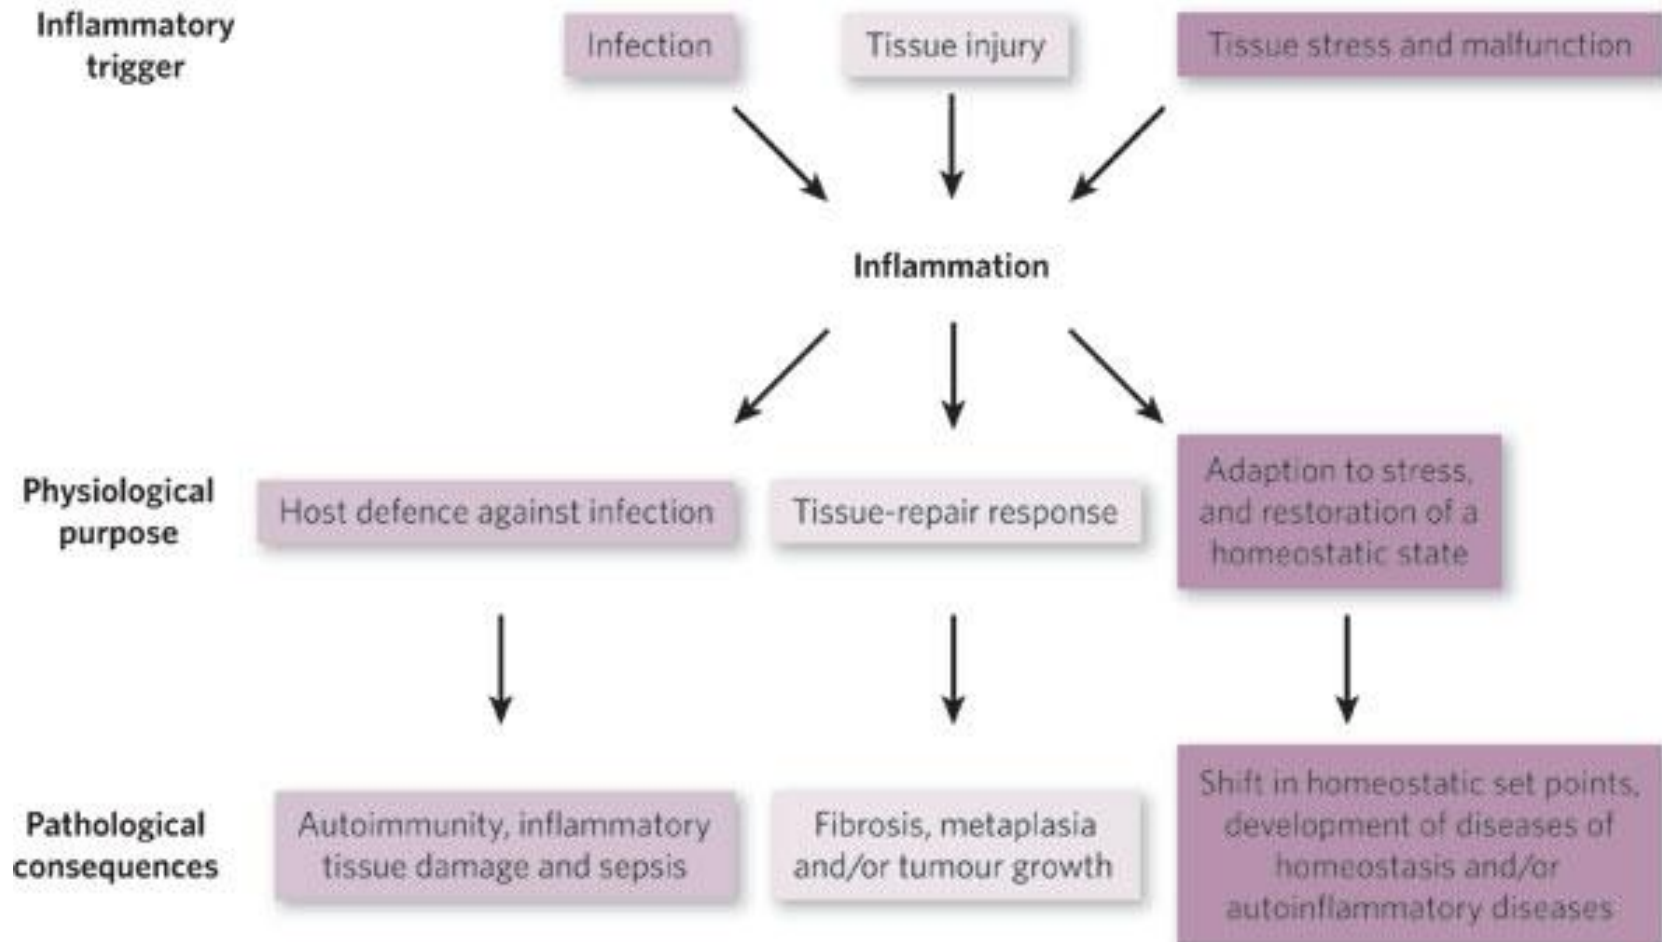 Inflammatory
trigger
Infection
Tissue injury
Tissue stress and malfunction
Inflammation
Physiological
purpose
Host defence against infection
Tissue-repair response
Adaption to stress,
and restoration of a
homeostatic state
Pathological
consequences
Autoimmunity, inflammatory
tissue damage and sepsis
Fibrosis, metaplasia
and/or tumour growth
Shift in homeostatic set points,
development of diseases of
homeostasis and/or
autoinflammatory diseases